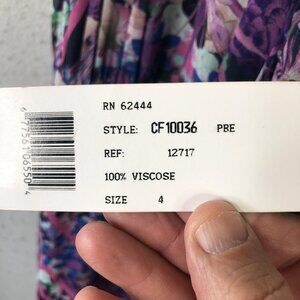 RN 62444
STYLE: CF10036 PBE
REF: 12717
100% VISCOSE
SIZE 4